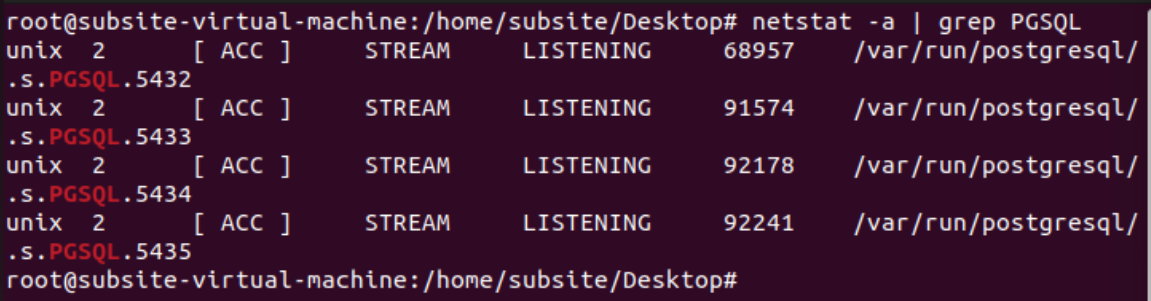 root@subsite-virtual-machine:/home/subsite/Desktop# netstat -a | grep PGSQL
unix  2      [ ACC ]     STREAM     LISTENING     68957    /var/run/postgresql/
.s.PGSQL.5432
unix  2      [ ACC ]     STREAM     LISTENING     91574    /var/run/postgresql/
.s.PGSQL.5433
unix  2      [ ACC ]     STREAM     LISTENING     92178    /var/run/postgresql/
.s.PGSQL.5434
unix  2      [ ACC ]     STREAM     LISTENING     92241    /var/run/postgresql/
.s.PGSQL.5435
root@subsite-virtual-machine:/home/subsite/Desktop#